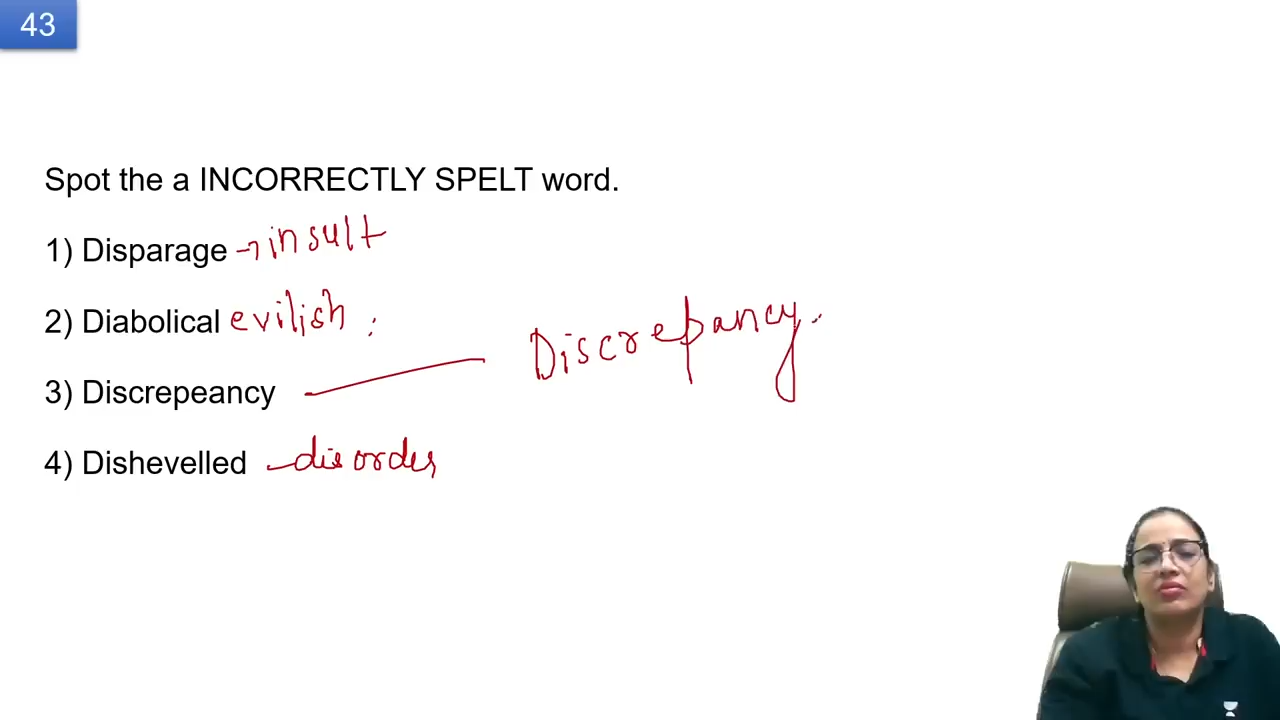 43
Spot the a INCORRECTLY SPELT word.
1) Disparage → insult
2) Diabolical evilish :
3) Discrepeancy — Discrepancy.
4) Dishevelled - disorder